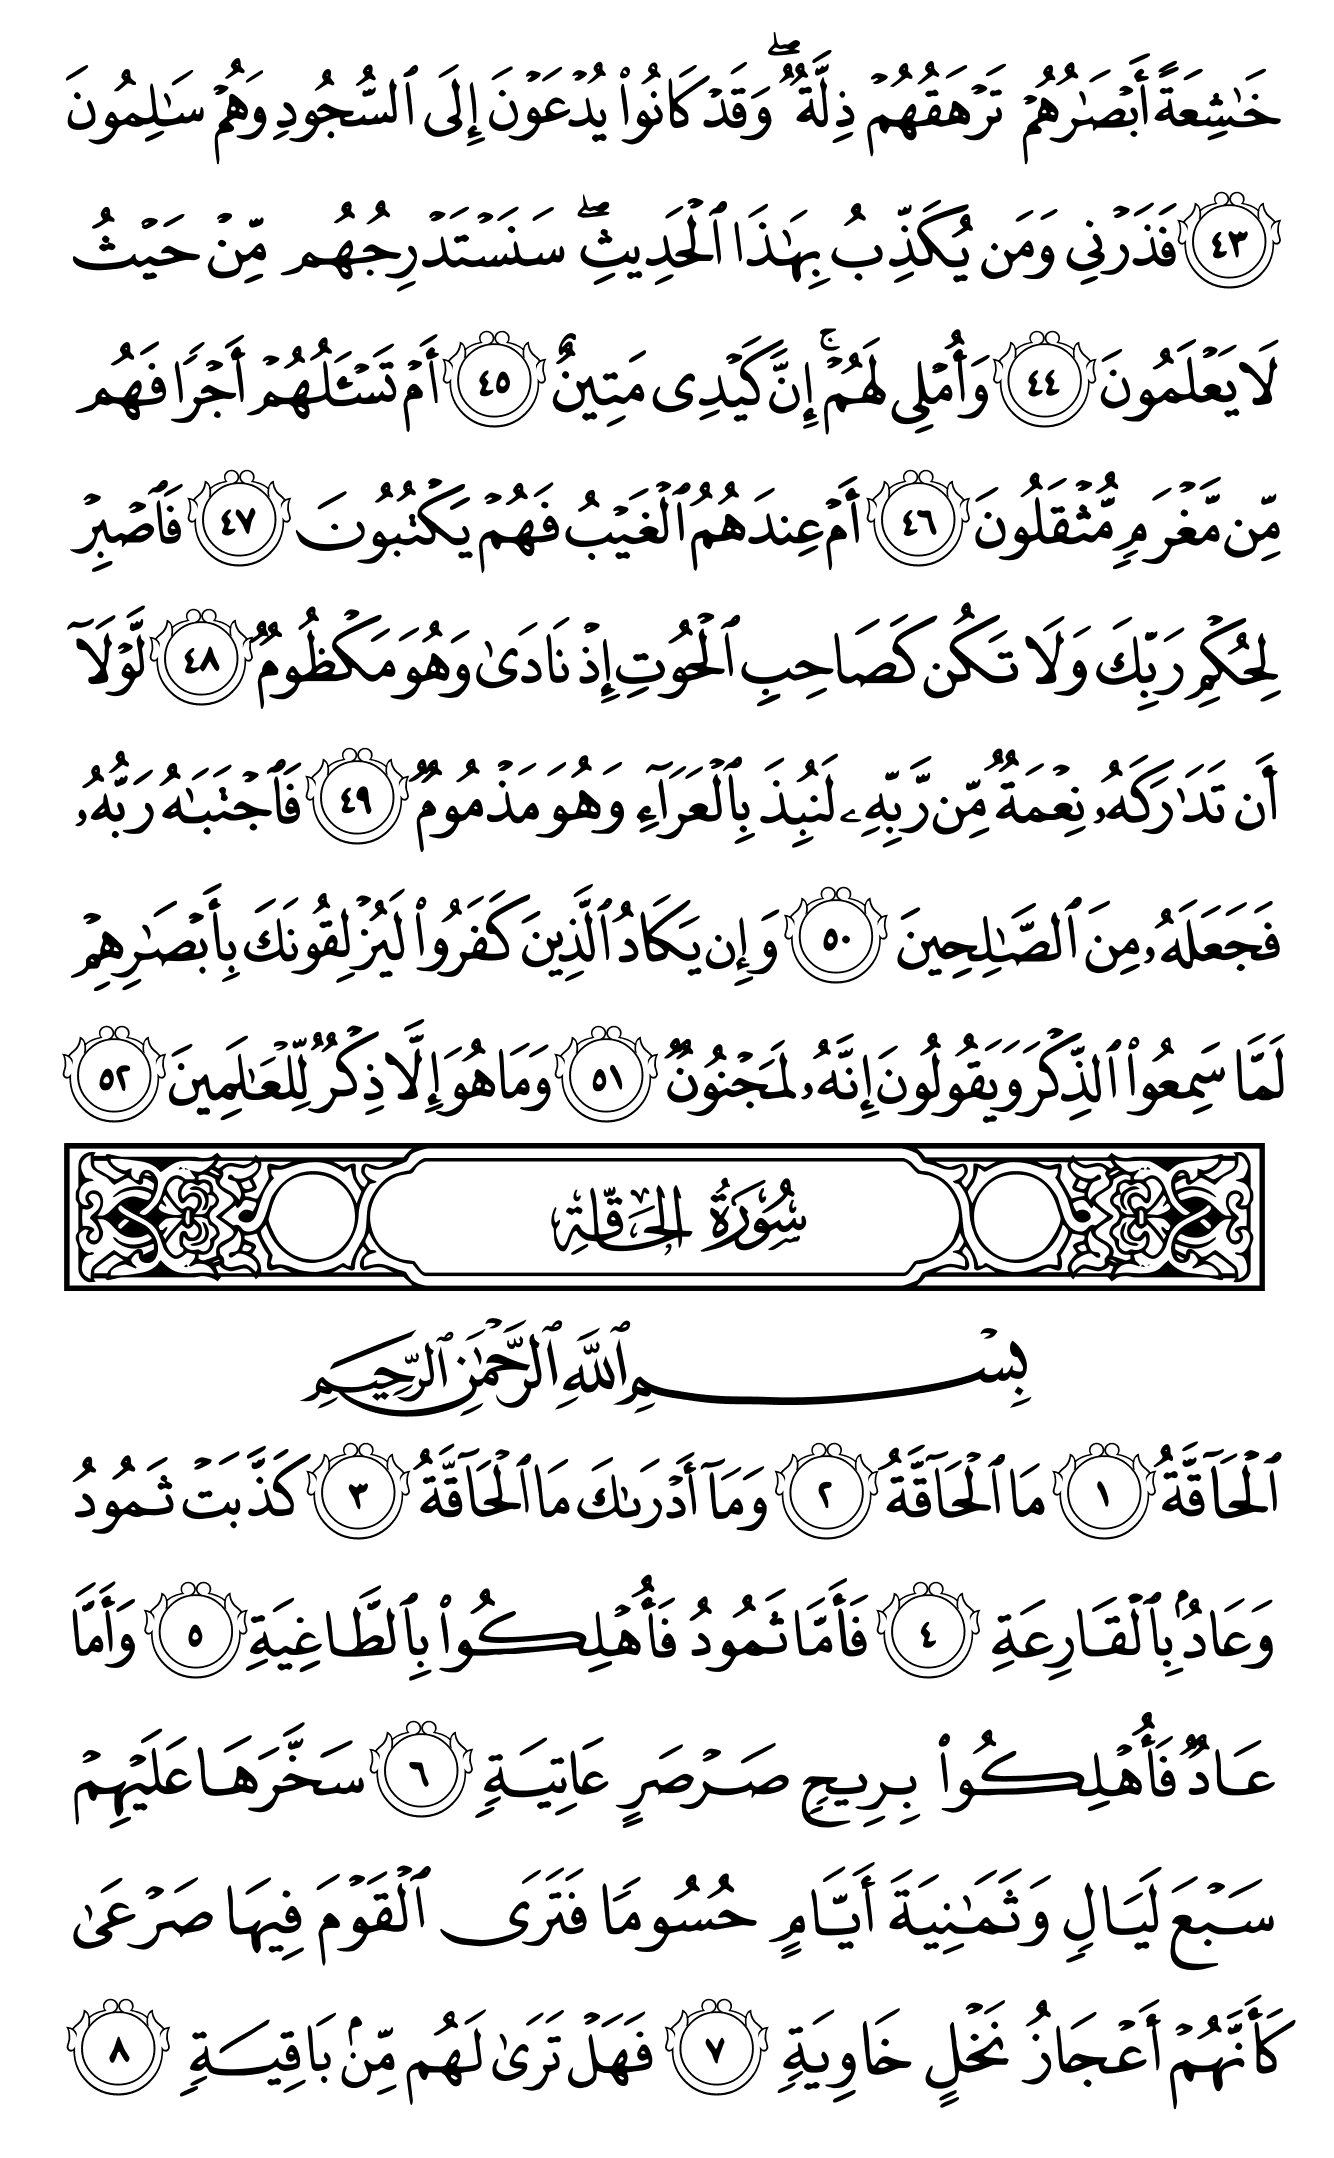 خَٰشِعَةً أَبْصَٰرُهُمْ تَرْهَقُهُمْ ذِلَّةٌ ۖ وَقَدْ كَانُوا۟ يُدْعَوْنَ إِلَى ٱلسُّجُودِ وَهُمْ سَٰلِمُونَ
٤٣ فَذَرْنِى وَمَن يُكَذِّبُ بِهَٰذَا ٱلْحَدِيثِ ۖ سَنَسْتَدْرِجُهُم مِّنْ حَيْثُ
لَا يَعْلَمُونَ ٤٤ وَأُمْلِى لَهُمْ ۚ إِنَّ كَيْدِى مَتِينٌ ٤٥ أَمْ تَسْـَٔلُهُمْ أَجْرًا فَهُم
مِّن مَّغْرَمٍ مُّثْقَلُونَ ٤٦ أَمْ عِندَهُمُ ٱلْغَيْبُ فَهُمْ يَكْتُبُونَ ٤٧ فَٱصْبِرْ
لِحُكْمِ رَبِّكَ وَلَا تَكُن كَصَاحِبِ ٱلْحُوتِ إِذْ نَادَىٰ وَهُوَ مَكْظُومٌ ٤٨ لَّوْلَآ
أَن تَدَٰرَكَهُۥ نِعْمَةٌ مِّن رَّبِّهِۦ لَنُبِذَ بِٱلْعَرَآءِ وَهُوَ مَذْمُومٌ ٤٩ فَٱجْتَبَٰهُ رَبُّهُۥ
فَجَعَلَهُۥ مِنَ ٱلصَّٰلِحِينَ ٥٠ وَإِن يَكَادُ ٱلَّذِينَ كَفَرُوا۟ لَيُزْلِقُونَكَ بِأَبْصَٰرِهِمْ
لَمَّا سَمِعُوا۟ ٱلذِّكْرَ وَيَقُولُونَ إِنَّهُۥ لَمَجْنُونٌ ٥١ وَمَا هُوَ إِلَّا ذِكْرٌ لِّلْعَٰلَمِينَ ٥٢
سُورَةُ الحَاقَّةِ
بِسْمِ ٱللَّهِ ٱلرَّحْمَٰنِ ٱلرَّحِيمِ
ٱلْحَآقَّةُ ١ مَا ٱلْحَآقَّةُ ٢ وَمَآ أَدْرَىٰكَ مَا ٱلْحَآقَّةُ ٣ كَذَّبَتْ ثَمُودُ
وَعَادٌۢ بِٱلْقَارِعَةِ ٤ فَأَمَّا ثَمُودُ فَأُهْلِكُوا۟ بِٱلطَّاغِيَةِ ٥ وَأَمَّا
عَادٌ فَأُهْلِكُوا۟ بِرِيحٍ صَرْصَرٍ عَاتِيَةٍ ٦ سَخَّرَهَا عَلَيْهِمْ
سَبْعَ لَيَالٍ وَثَمَٰنِيَةَ أَيَّامٍ حُسُومًا فَتَرَى ٱلْقَوْمَ فِيهَا صَرْعَىٰ
كَأَنَّهُمْ أَعْجَازُ نَخْلٍ خَاوِيَةٍ ٧ فَهَلْ تَرَىٰ لَهُم مِّنۢ بَاقِيَةٍ ٨